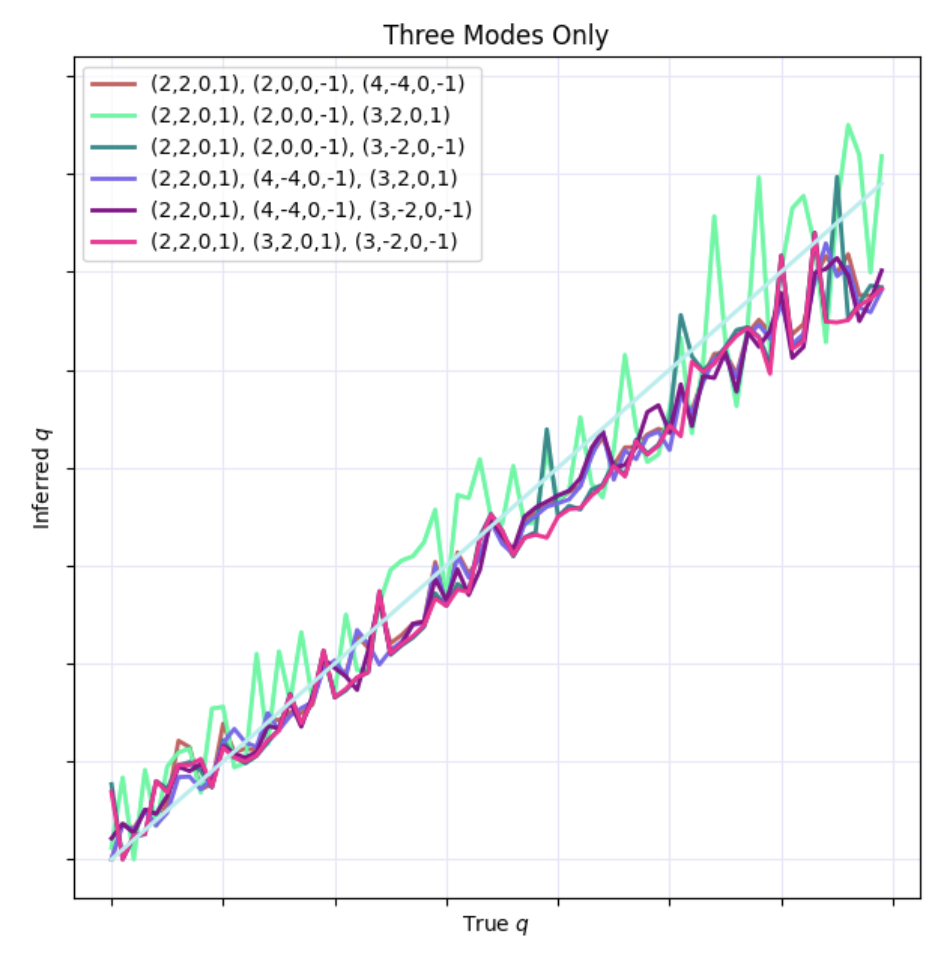 Three Modes Only
(2,2,0,1), (2,0,0,-1), (4,-4,0,-1)
(2,2,0,1), (2,0,0,-1), (3,2,0,1)
(2,2,0,1), (2,0,0,-1), (3,-2,0,-1)
(2,2,0,1), (4,-4,0,-1), (3,2,0,1)
(2,2,0,1), (4,-4,0,-1), (3,-2,0,-1)
(2,2,0,1), (3,2,0,1), (3,-2,0,-1)
Inferred q
True q